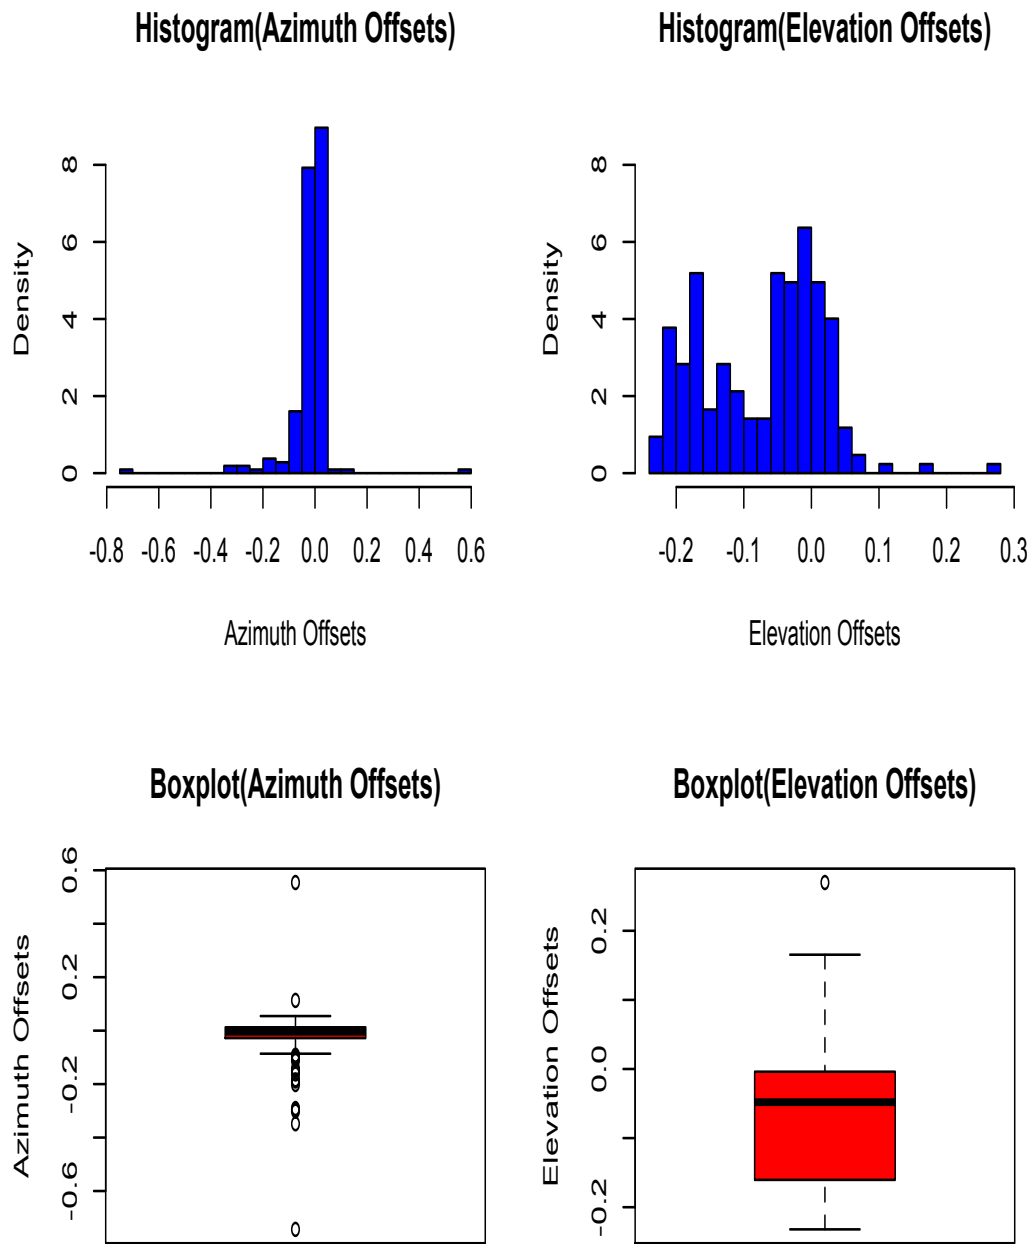 Histogram(Azimuth Offsets)
Density
0 2 4 6 8
-0.8 -0.6 -0.4 -0.2 0.0 0.2 0.4 0.6
Azimuth Offsets
Histogram(Elevation Offsets)
Density
0 2 4 6 8
-0.2 -0.1 0.0 0.1 0.2 0.3
Elevation Offsets
Boxplot(Azimuth Offsets)
Azimuth Offsets
-0.6 -0.2 0.2 0.6
Boxplot(Elevation Offsets)
Elevation Offsets
-0.2 0.0 0.2